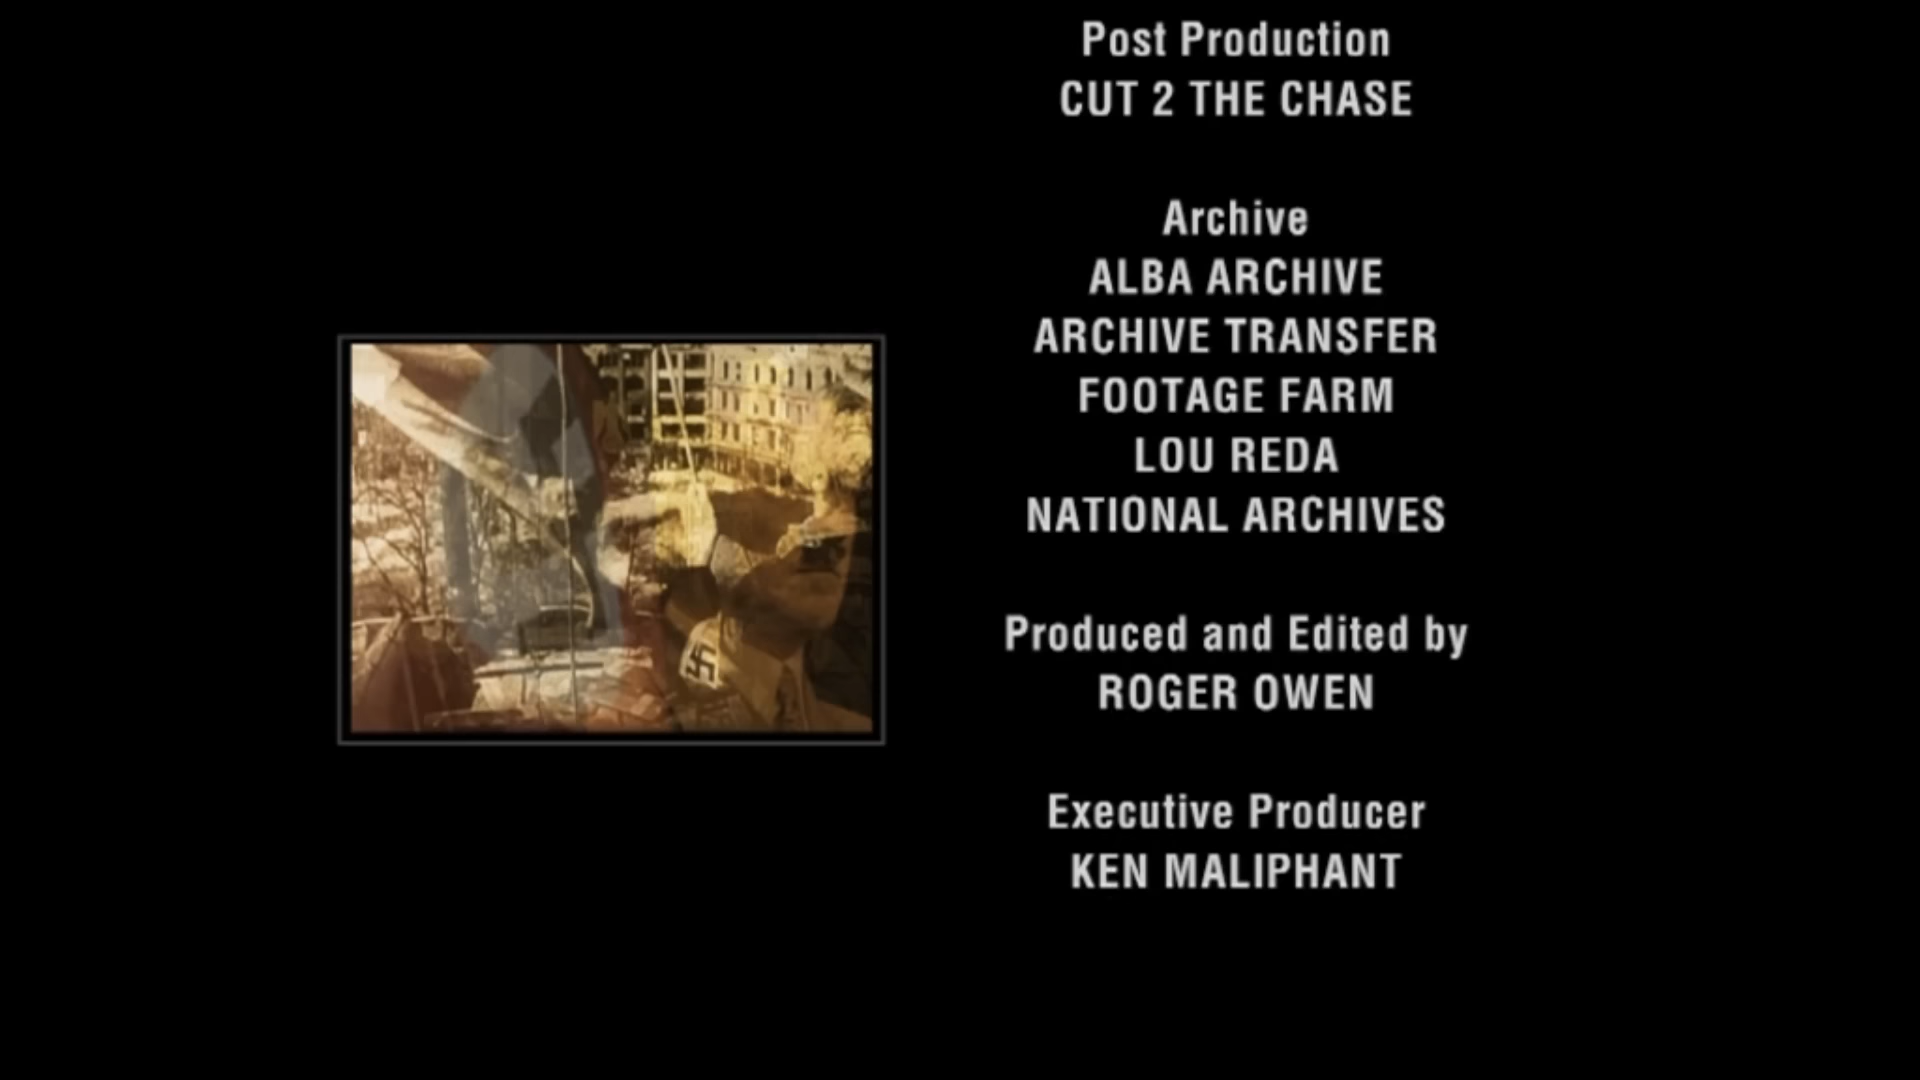 Post Production
CUT 2 THE CHASE
Archive
ALBA ARCHIVE
ARCHIVE TRANSFER
FOOTAGE FARM
LOU REDA
NATIONAL ARCHIVES
Produced and Edited by
ROGER OWEN
Executive Producer
KEN MALIPHANT